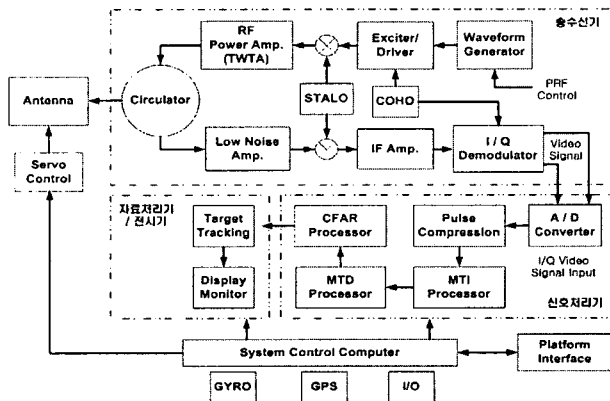 송수신기
RF
Power Amp.
(TWTA)
Exciter/
Driver
Waveform
Generator
Antenna
Circulator
STALO
COHO
PRF
Control
Servo
Control
Low Noise
Amp.
IF Amp.
I / Q
Demodulator
Video
Signal
자료처리기
/ 전시기
Target
Tracking
CFAR
Processor
Pulse
Compression
A / D
Converter
Display
Monitor
MTD
Processor
MTI
Processor
I/Q Video
Signal Input
신호처리기
System Control Computer
Platform
Interface
GYRO
GPS
I/O